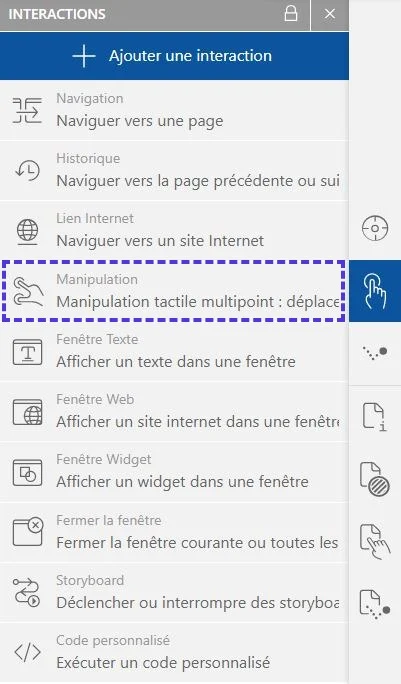 INTERACTIONS
Ajouter une interaction
Navigation
Naviguer vers une page
Historique
Naviguer vers la page précédente ou sui
Lien Internet
Naviguer vers un site Internet
Manipulation
Manipulation tactile multipoint : déplace
Fenêtre Texte
Afficher un texte dans une fenêtre
Fenêtre Web
Afficher un site internet dans une fenêtre
Fenêtre Widget
Afficher un widget dans une fenêtre
Fermer la fenêtre
Fermer la fenêtre courante ou toutes les
Storyboard
Déclencher ou interrompre des storyboa
Code personnalisé
Exécuter un code personnalisé